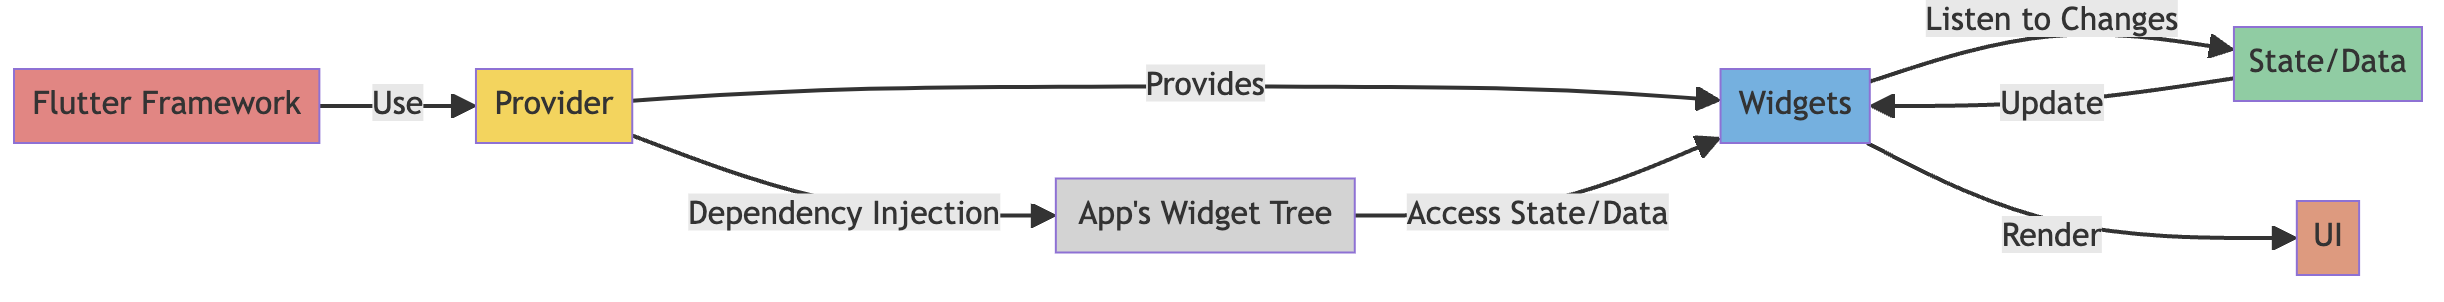 Flutter Framework
Use
Provider
Provides
Dependency Injection
App's Widget Tree
Access State/Data
Widgets
Listen to Changes
Update
State/Data
Render
UI